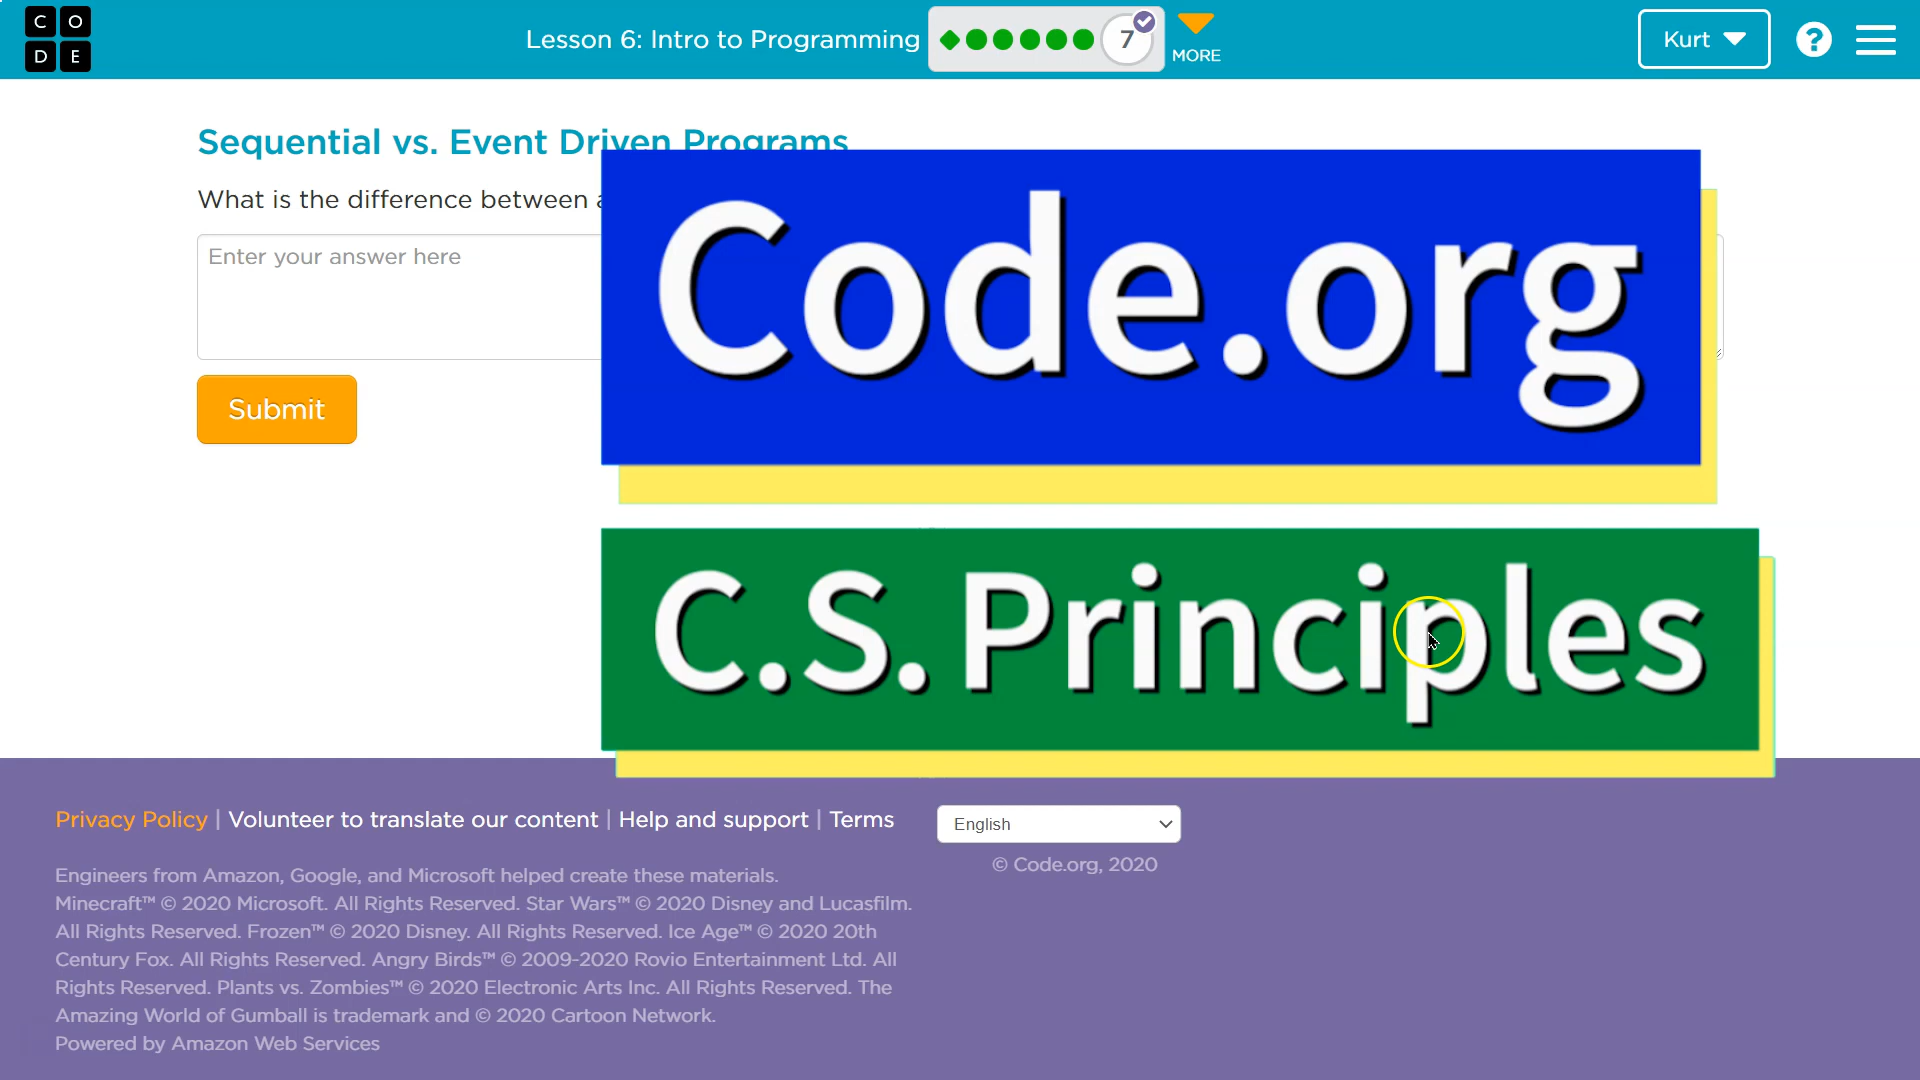 C O
D E
Lesson 6: Intro to Programming
7
MORE
Kurt
?
Sequential vs. Event Driven Programs
What is the difference between
Enter your answer here
Submit
Code.org
C.S. Principles
Privacy Policy | Volunteer to translate our content | Help and support | Terms
English
© Code.org, 2020
Engineers from Amazon, Google, and Microsoft helped create these materials.
Minecraft™ © 2020 Microsoft. All Rights Reserved. Star Wars™ © 2020 Disney and Lucasfilm.
All Rights Reserved. Frozen™ © 2020 Disney. All Rights Reserved. Ice Age™ © 2020 20th
Century Fox. All Rights Reserved. Angry Birds™ © 2009-2020 Rovio Entertainment Ltd. All
Rights Reserved. Plants vs. Zombies™ © 2020 Electronic Arts Inc. All Rights Reserved. The
Amazing World of Gumball is trademark and © 2020 Cartoon Network.
Powered by Amazon Web Services